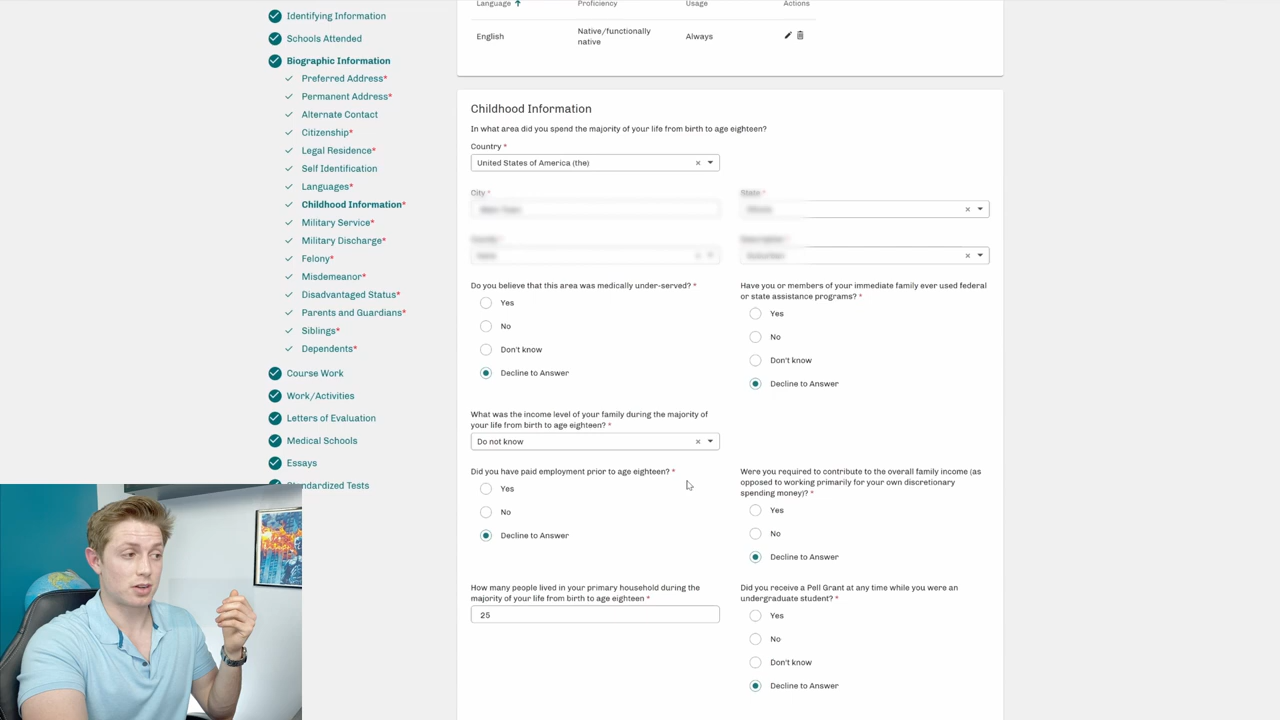 Identifying Information
Schools Attended
Biographic Information
Preferred Address*
Permanent Address*
Alternate Contact
Citizenship*
Legal Residence*
Self Identification
Languages*
Childhood Information*
Military Service*
Military Discharge*
Felony*
Misdemeanor*
Disadvantaged Status*
Parents and Guardians*
Siblings*
Dependents*
Course Work
Work/Activities
Letters of Evaluation
Medical Schools
Essays
Standardized Tests
Language Proficiency Usage Actions
English Native/functionally native Always
Childhood Information
In what area did you spend the majority of your life from birth to age eighteen?
Country *
United States of America (the)
City *
State *
Do you believe that this area was medically under-served? *
Yes
No
Don't know
Decline to Answer
Have you or members of your immediate family ever used federal
or state assistance programs? *
Yes
No
Don't know
Decline to Answer
What was the income level of your family during the majority of
your life from birth to age eighteen? *
Do not know
Did you have paid employment prior to age eighteen? *
Yes
No
Decline to Answer
Were you required to contribute to the overall family income (as
opposed to working primarily for your own discretionary
spending money)? *
Yes
No
Decline to Answer
How many people lived in your primary household during the
majority of your life from birth to age eighteen *
25
Did you receive a Pell Grant at any time while you were an
undergraduate student? *
Yes
No
Don't know
Decline to Answer